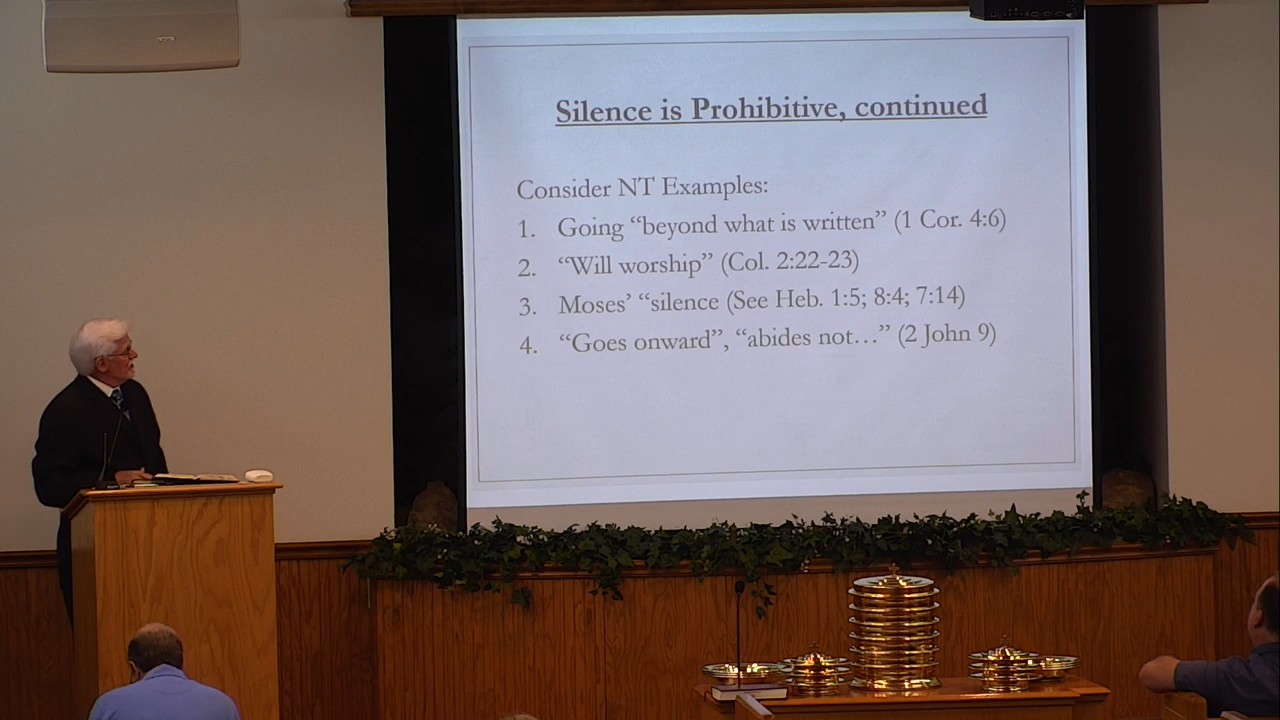 Silence is Prohibitive, continued
Consider NT Examples:
1. Going “beyond what is written” (1 Cor. 4:6)
2. “Will worship” (Col. 2:22-23)
3. Moses’ “silence (See Heb. 1:5; 8:4; 7:14)
4. “Goes onward”, “abides not…” (2 John 9)